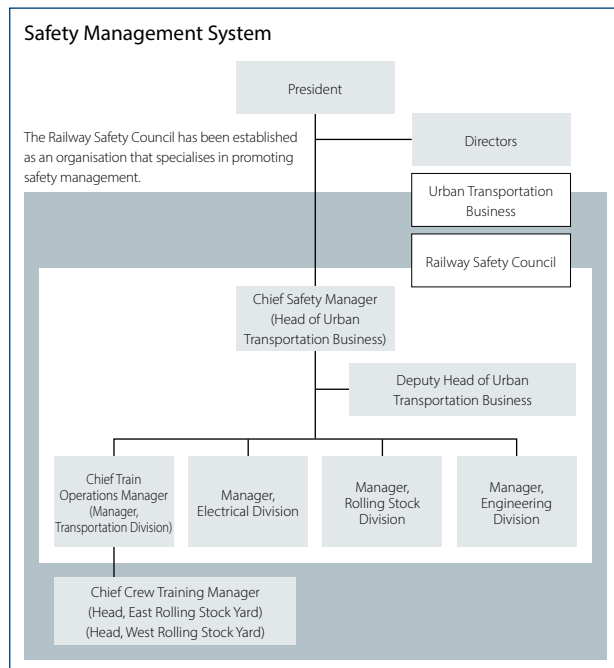 Safety Management System
President
The Railway Safety Council has been established
as an organisation that specialises in promoting
safety management.
Directors
Urban Transportation
Business
Railway Safety Council
Chief Safety Manager
(Head of Urban
Transportation Business)
Deputy Head of Urban
Transportation Business
Chief Train
Operations Manager
(Manager,
Transportation Division)
Manager,
Electrical Division
Manager,
Rolling Stock
Division
Manager,
Engineering
Division
Chief Crew Training Manager
(Head, East Rolling Stock Yard)
(Head, West Rolling Stock Yard)